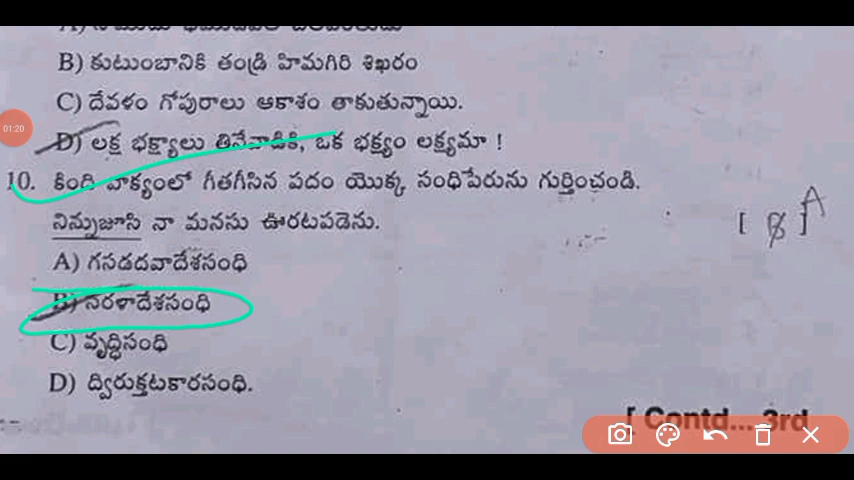 B) కుటుంబానికి తండ్రి హిమగిరి శిఖరం
C) దేవళం గోపురాలు ఆకాశం తాకుతున్నాయి.
D) లక్ష భక్ష్యాలు తినేవాడికి, ఒక భక్ష్యం లక్ష్యమా !
01:20
10. కింది వాక్యంలో గీతగీసిన పదం యొక్క సంధిపేరును గుర్తించండి.
నిన్నుజూసి నా మనసు ఊరటపడెను.
[ B ] A
A) గసడదవాదేశసంధి
B) సరళాదేశసంధి
C) వృద్ధిసంధి
D) ద్విరుక్తటకారసంధి.
[ Contd... 3rd